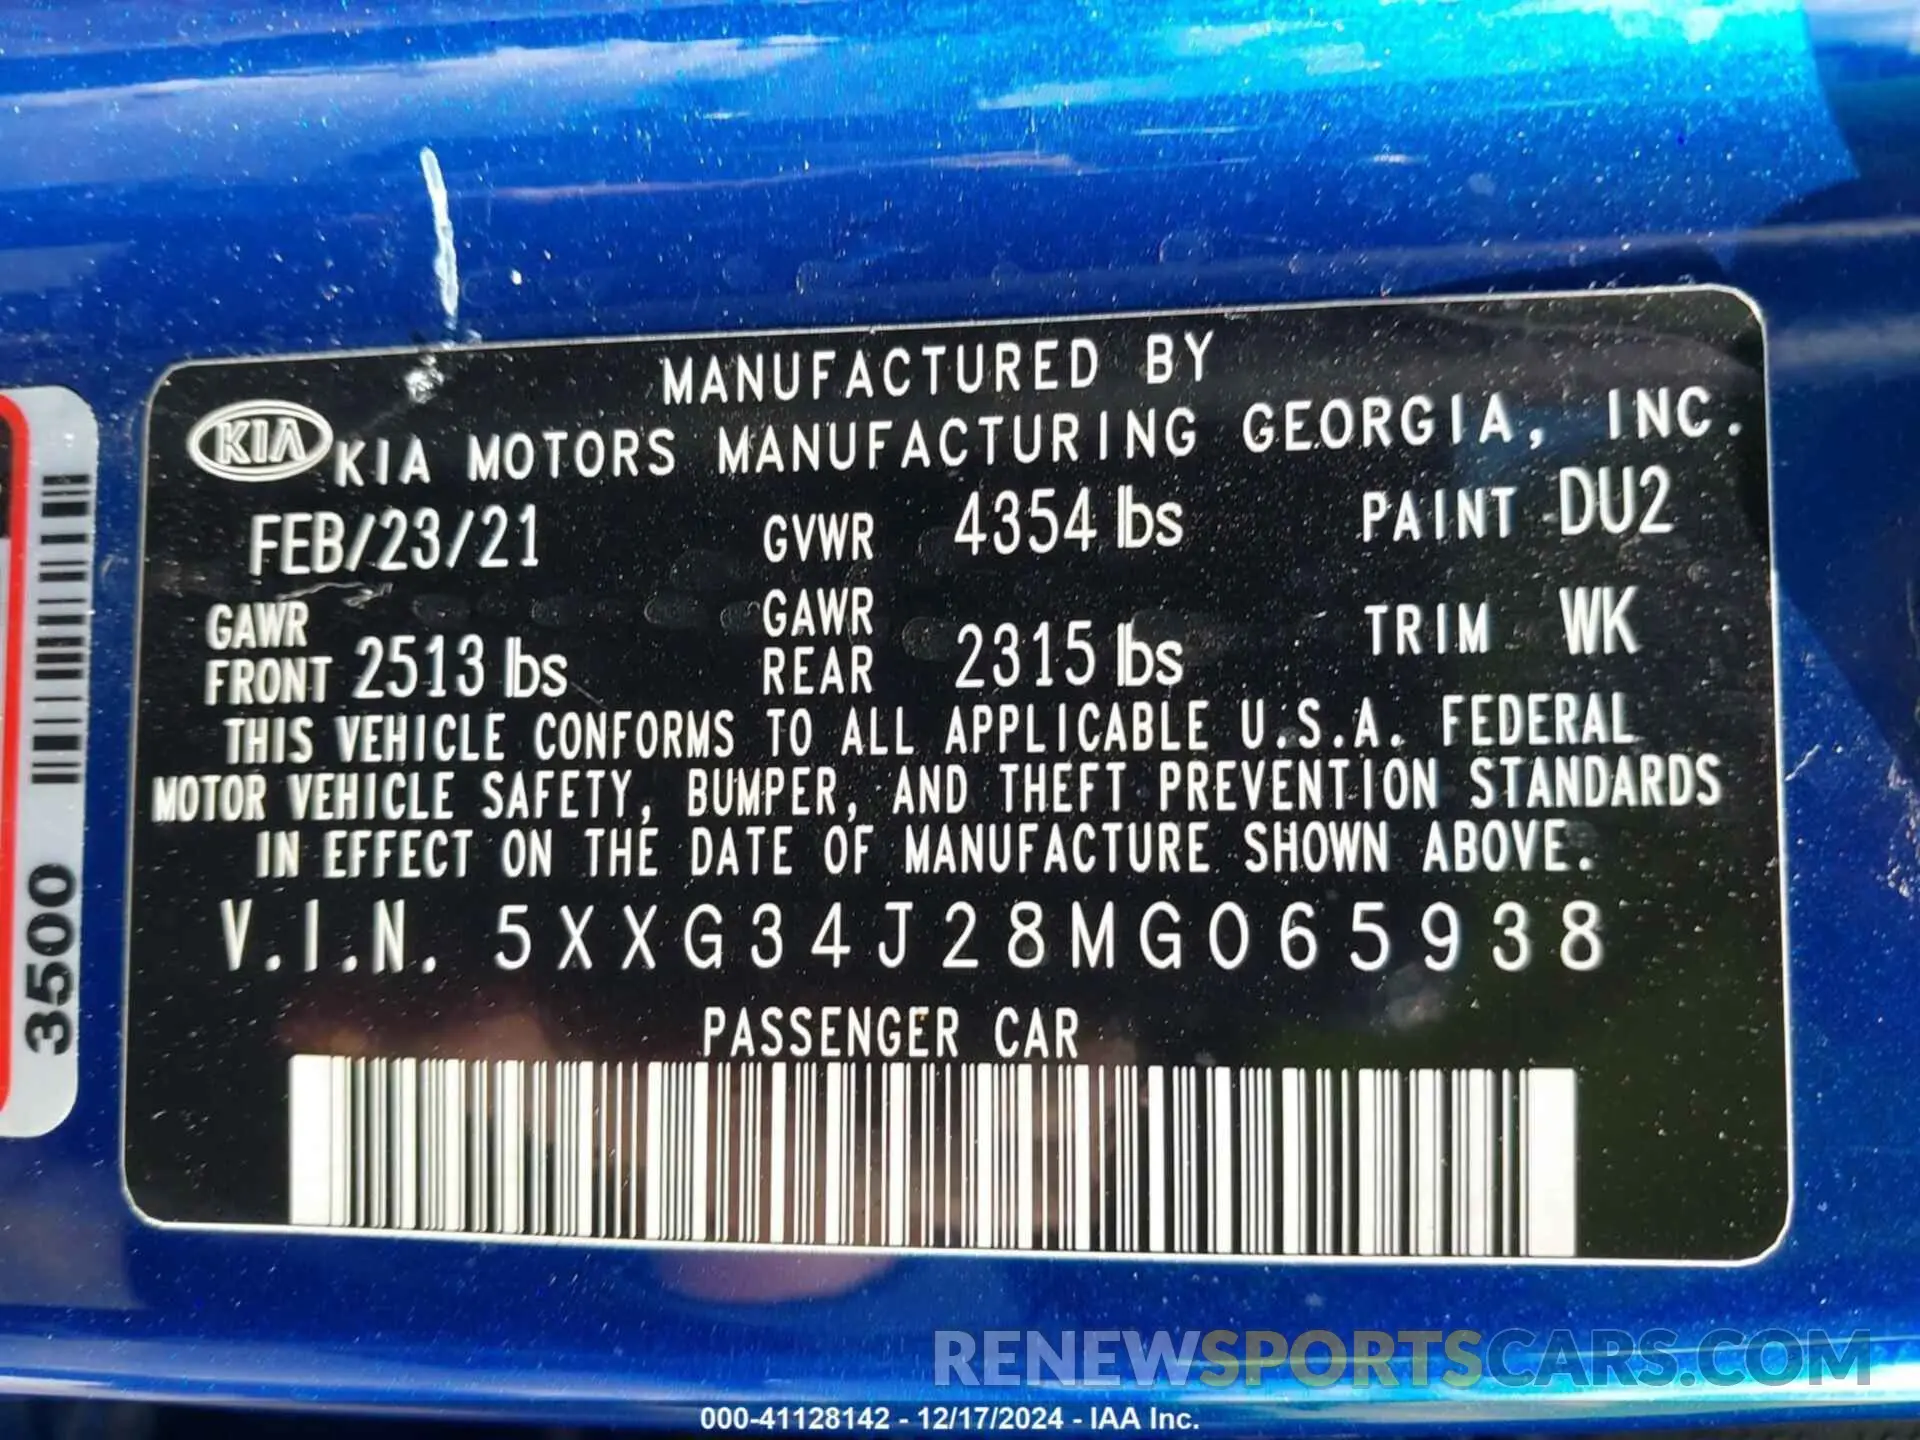 MANUFACTURED BY
KIA KIA MOTORS MANUFACTURING GEORGIA, INC.
FEB/23/21 GVWR 4354 lbs PAINT DU2
GAWR FRONT 2513 lbs GAWR REAR 2315 lbs TRIM WK
THIS VEHICLE CONFORMS TO ALL APPLICABLE U.S.A. FEDERAL
MOTOR VEHICLE SAFETY, BUMPER, AND THEFT PREVENTION STANDARDS
IN EFFECT ON THE DATE OF MANUFACTURE SHOWN ABOVE.
V.I.N. 5XXG34J28MG065938
PASSENGER CAR
3500
RENEWSPORTSCARS.COM
000-41128142 - 12/17/2024 - IAA Inc.